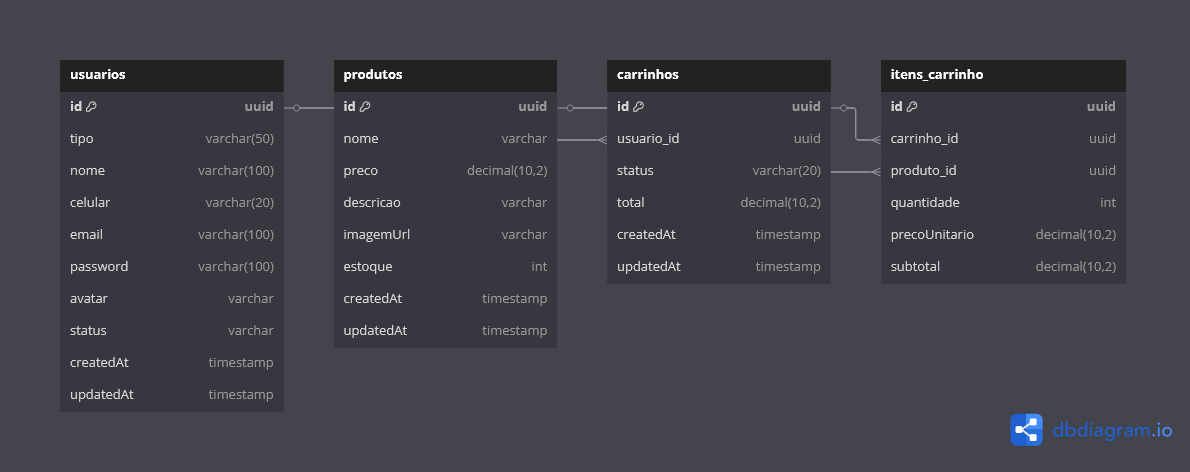 usuarios
id uuid
tipo varchar(50)
nome varchar(100)
celular varchar(20)
email varchar(100)
password varchar(100)
avatar varchar
status varchar
createdAt timestamp
updatedAt timestamp
produtos
id uuid
nome varchar
preco decimal(10,2)
descricao varchar
imagemUrl varchar
estoque int
createdAt timestamp
updatedAt timestamp
carrinhos
id uuid
usuario_id uuid
status varchar(20)
total decimal(10,2)
createdAt timestamp
updatedAt timestamp
itens_carrinho
id uuid
carrinho_id uuid
produto_id uuid
quantidade int
precoUnitario decimal(10,2)
subtotal decimal(10,2)
dbdiagram.io